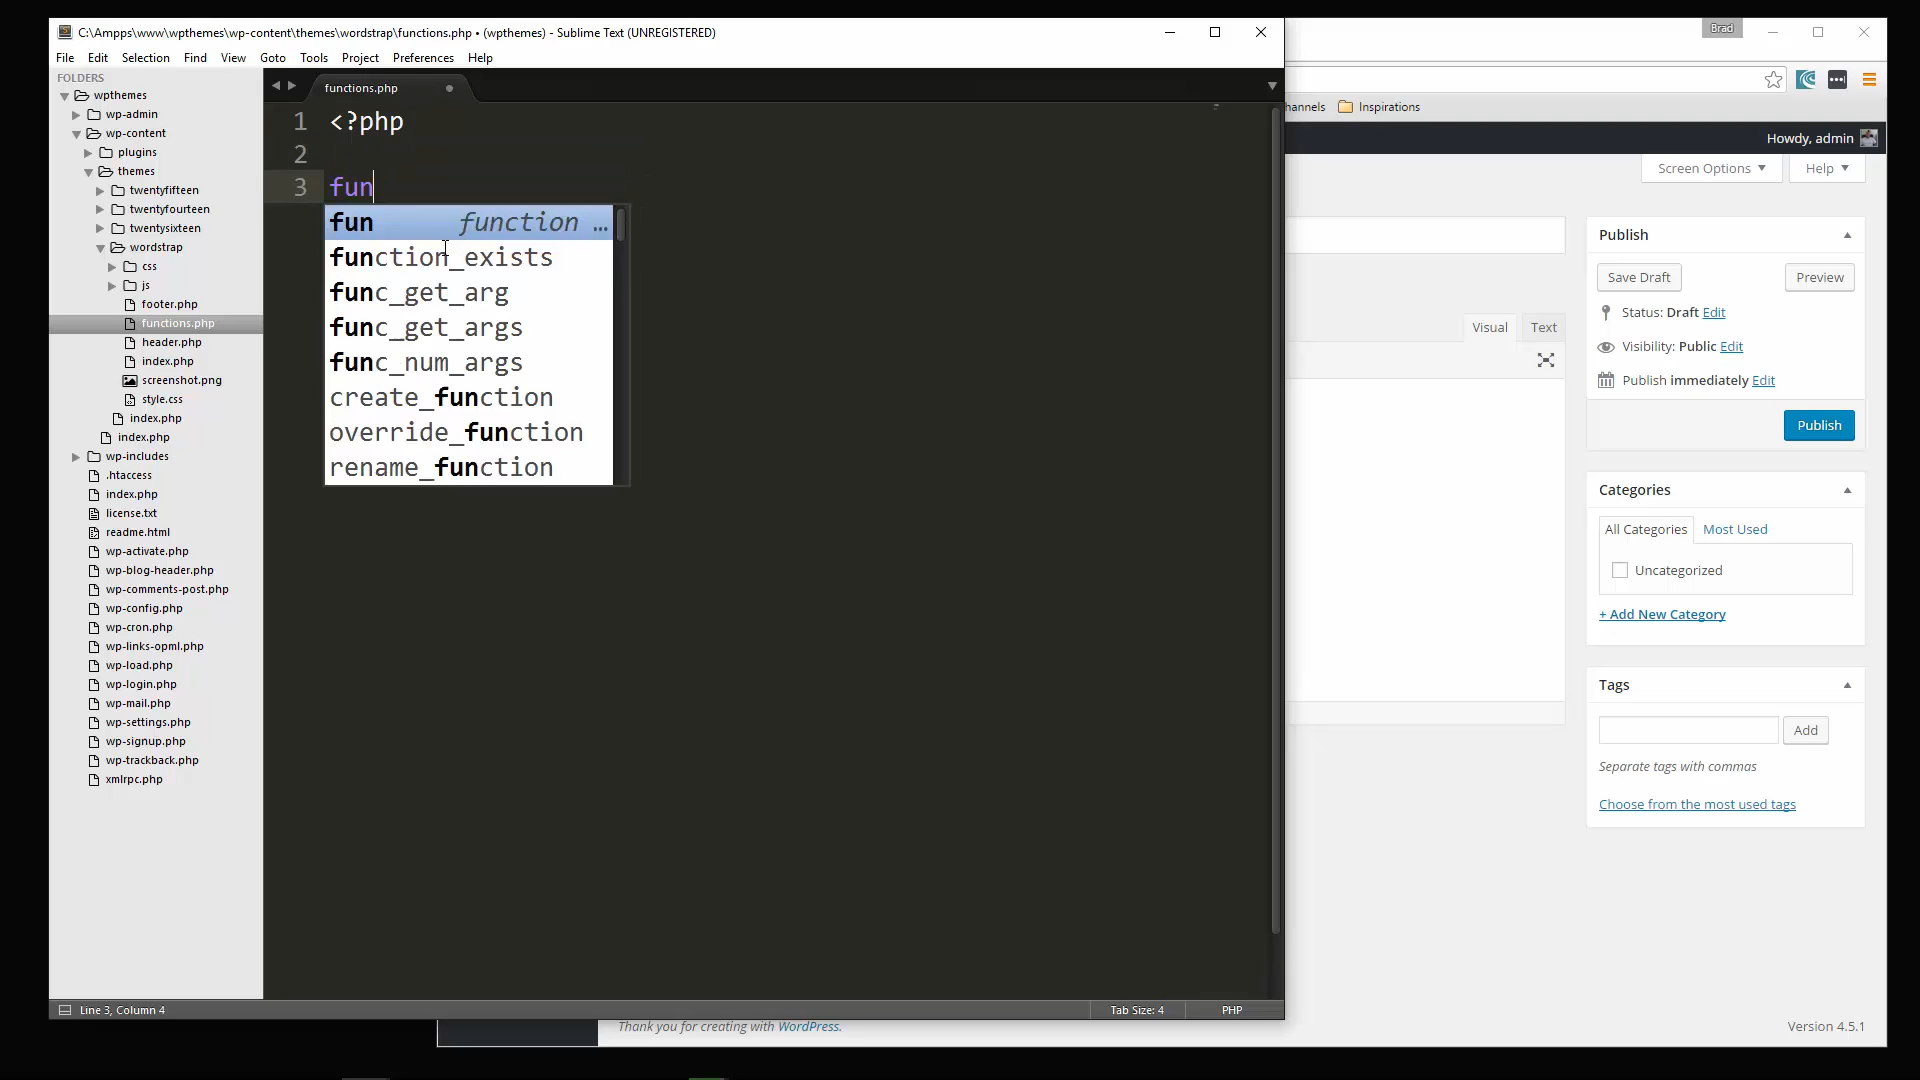 C:\Ampps\www\wpthemes\wp-content\themes\wordstrap\functions.php • (wpthemes) - Sublime Text (UNREGISTERED)
Brad
File Edit Selection Find View Goto Tools Project Preferences Help
FOLDERS
wpthemes
wp-admin
wp-content
plugins
themes
twentyfifteen
twentyfourteen
twentysixteen
wordstrap
css
js
footer.php
functions.php
header.php
index.php
screenshot.png
style.css
index.php
index.php
wp-includes
.htaccess
index.php
license.txt
readme.html
wp-activate.php
wp-blog-header.php
wp-comments-post.php
wp-config.php
wp-cron.php
wp-links-opml.php
wp-load.php
wp-login.php
wp-mail.php
wp-settings.php
wp-signup.php
wp-trackback.php
xmlrpc.php
functions.php
1 <?php
2
3 fun
fun function ...
function_exists
func_get_arg
func_get_args
func_num_args
create_function
override_function
rename_function
Line 3, Column 4
Tab Size: 4
PHP
hannels Inspirations
Howdy, admin
Screen Options Help
Publish
Save Draft Preview
Visual Text
Status: Draft Edit
Visibility: Public Edit
Publish immediately Edit
Publish
Categories
All Categories Most Used
Uncategorized
+ Add New Category
Tags
Add
Separate tags with commas
Choose from the most used tags
Thank you for creating with WordPress.
Version 4.5.1